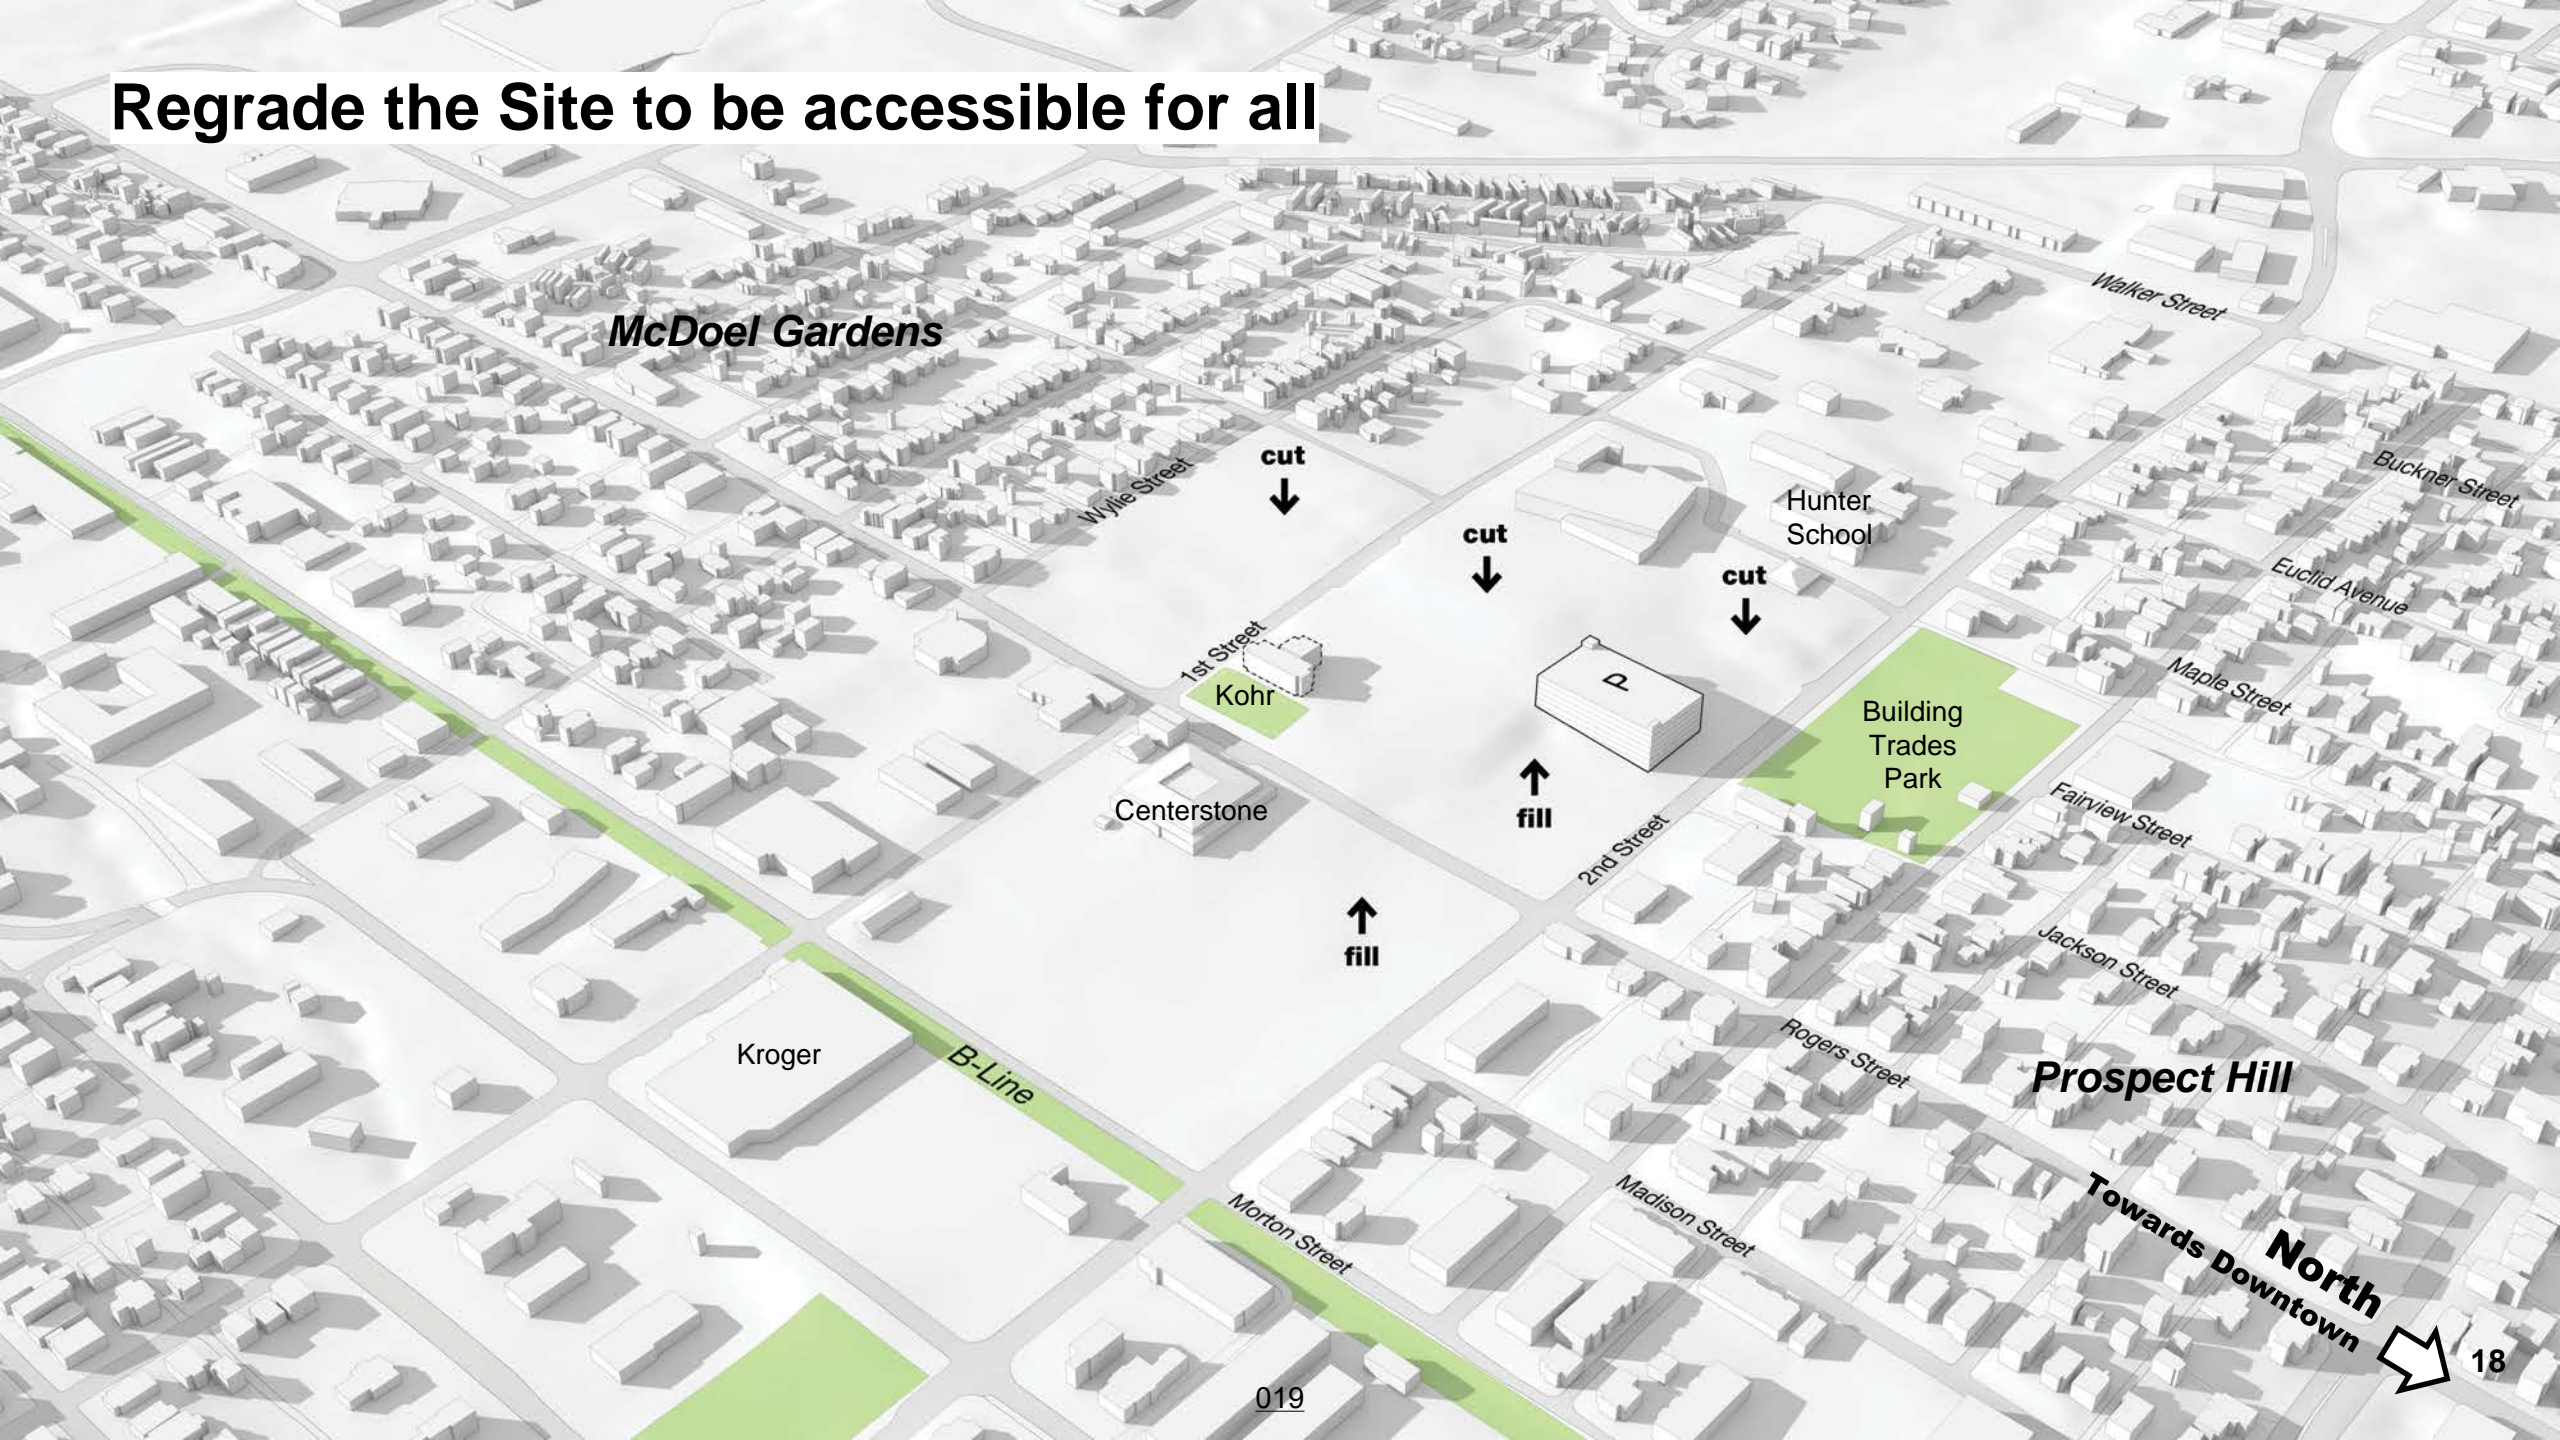 Regrade the Site to be accessible for all
McDoel Gardens
Walker Street
Wylie Street
cut
cut
cut
Hunter
School
Buckner Street
Euclid Avenue
1st Street
Kohr
P
Building
Trades
Park
Maple Street
Centerstone
fill
2nd Street
Fairview Street
fill
Jackson Street
Kroger
B-Line
Rogers Street
Prospect Hill
Morton Street
Madison Street
North
Towards Downtown
18
019